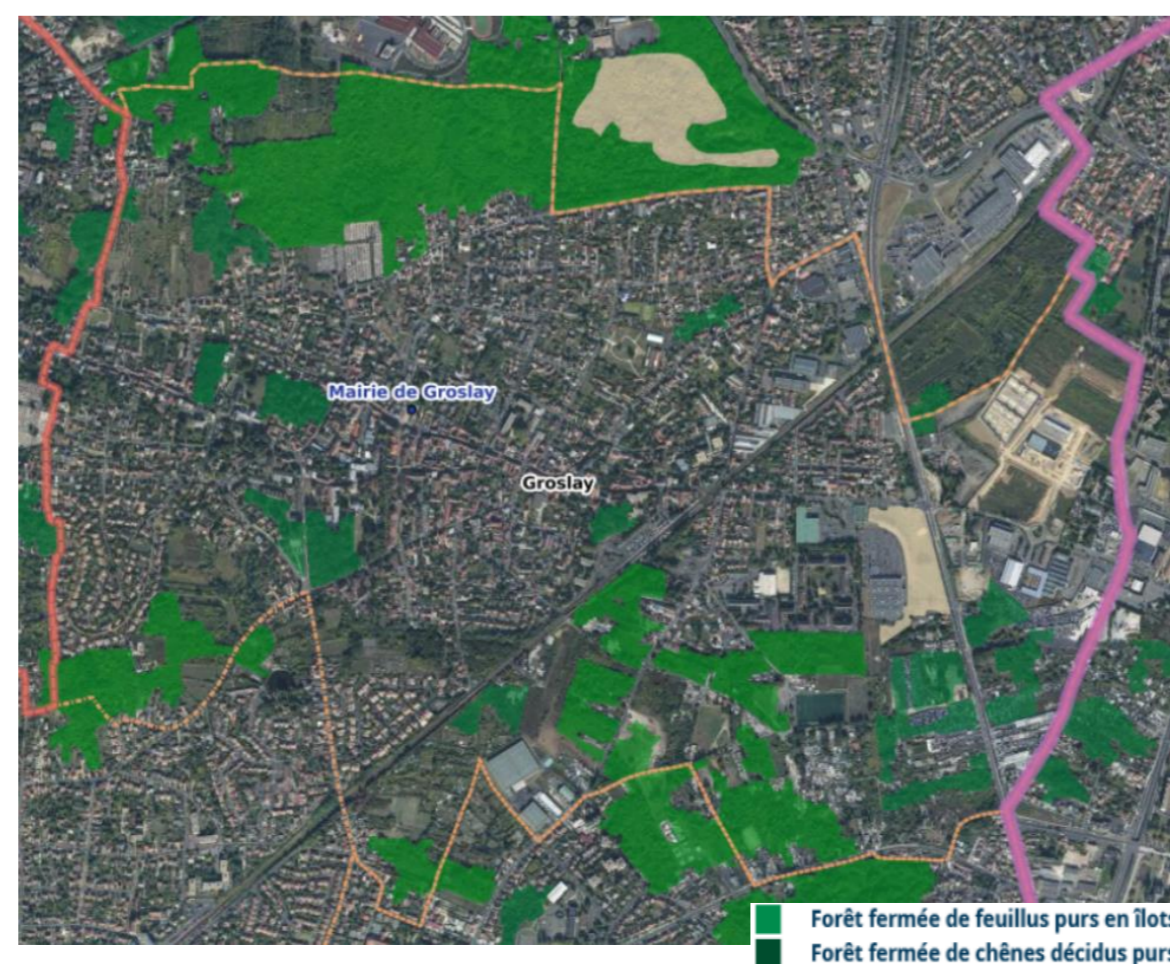 Mairie de Groslay
Groslay
Forêt fermée de feuillus purs en îlots
Forêt fermée de chênes décidus purs